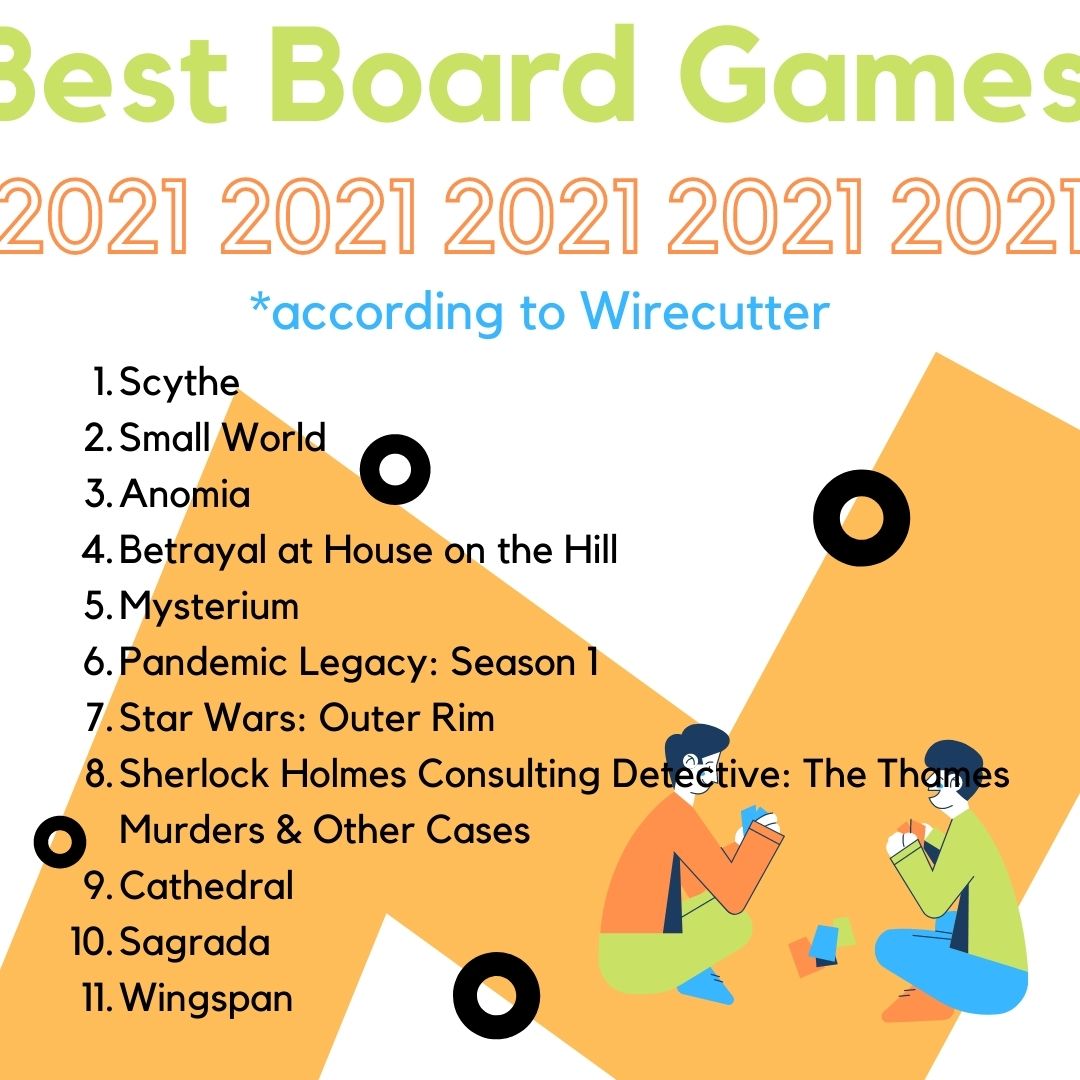 Best Board Games
2021 2021 2021 2021 2021
*according to Wirecutter
1. Scythe
2. Small World
3. Anomia
4. Betrayal at House on the Hill
5. Mysterium
6. Pandemic Legacy: Season 1
7. Star Wars: Outer Rim
8. Sherlock Holmes Consulting Detective: The Thames
Murders & Other Cases
9. Cathedral
10. Sagrada
11. Wingspan